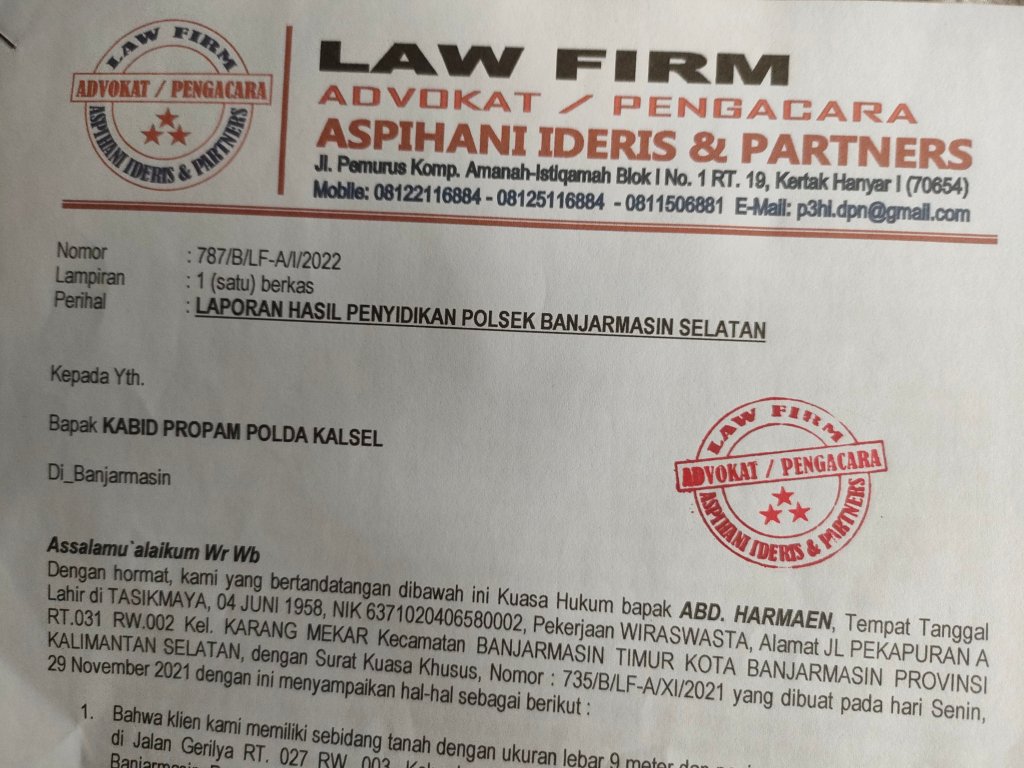 LAW FIRM
ADVOKAT / PENGACARA
ASPIHANI IDERIS & PARTNERS
LAW FIRM
ADVOKAT / PENGACARA
ASPIHANI IDERIS & PARTNERS
Jl. Pemurus Komp. Amanah-Istiqamah Blok I No. 1 RT. 19, Kertak Hanyar I (70654)
Mobile: 08122116884 - 08125116884 - 0811506881 E-Mail: p3hi.dpn@gmail.com
Nomor : 787/B/LF-A/I/2022
Lampiran : 1 (satu) berkas
Perihal : LAPORAN HASIL PENYIDIKAN POLSEK BANJARMASIN SELATAN
Kepada Yth.
Bapak KABID PROPAM POLDA KALSEL
Di_Banjarmasin
LAW FIRM
ADVOKAT / PENGACARA
ASPIHANI IDERIS & PARTNERS
Assalamu`alaikum Wr Wb
Dengan hormat, kami yang bertandatangan dibawah ini Kuasa Hukum bapak ABD. HARMAEN, Tempat Tanggal
Lahir di TASIKMAYA, 04 JUNI 1958, NIK 6371020406580002, Pekerjaan WIRASWASTA, Alamat JL PEKAPURAN A
RT.031 RW.002 Kel. KARANG MEKAR Kecamatan BANJARMASIN TIMUR KOTA BANJARMASIN PROVINSI
KALIMANTAN SELATAN, dengan Surat Kuasa Khusus, Nomor : 735/B/LF-A/XI/2021 yang dibuat pada hari Senin,
29 November 2021 dengan ini menyampaikan hal-hal sebagai berikut :
1. Bahwa klien kami memiliki sebidang tanah dengan ukuran lebar 9 meter dan
di Jalan Gerilya RT. 027 RW. 003
Banjarmasin